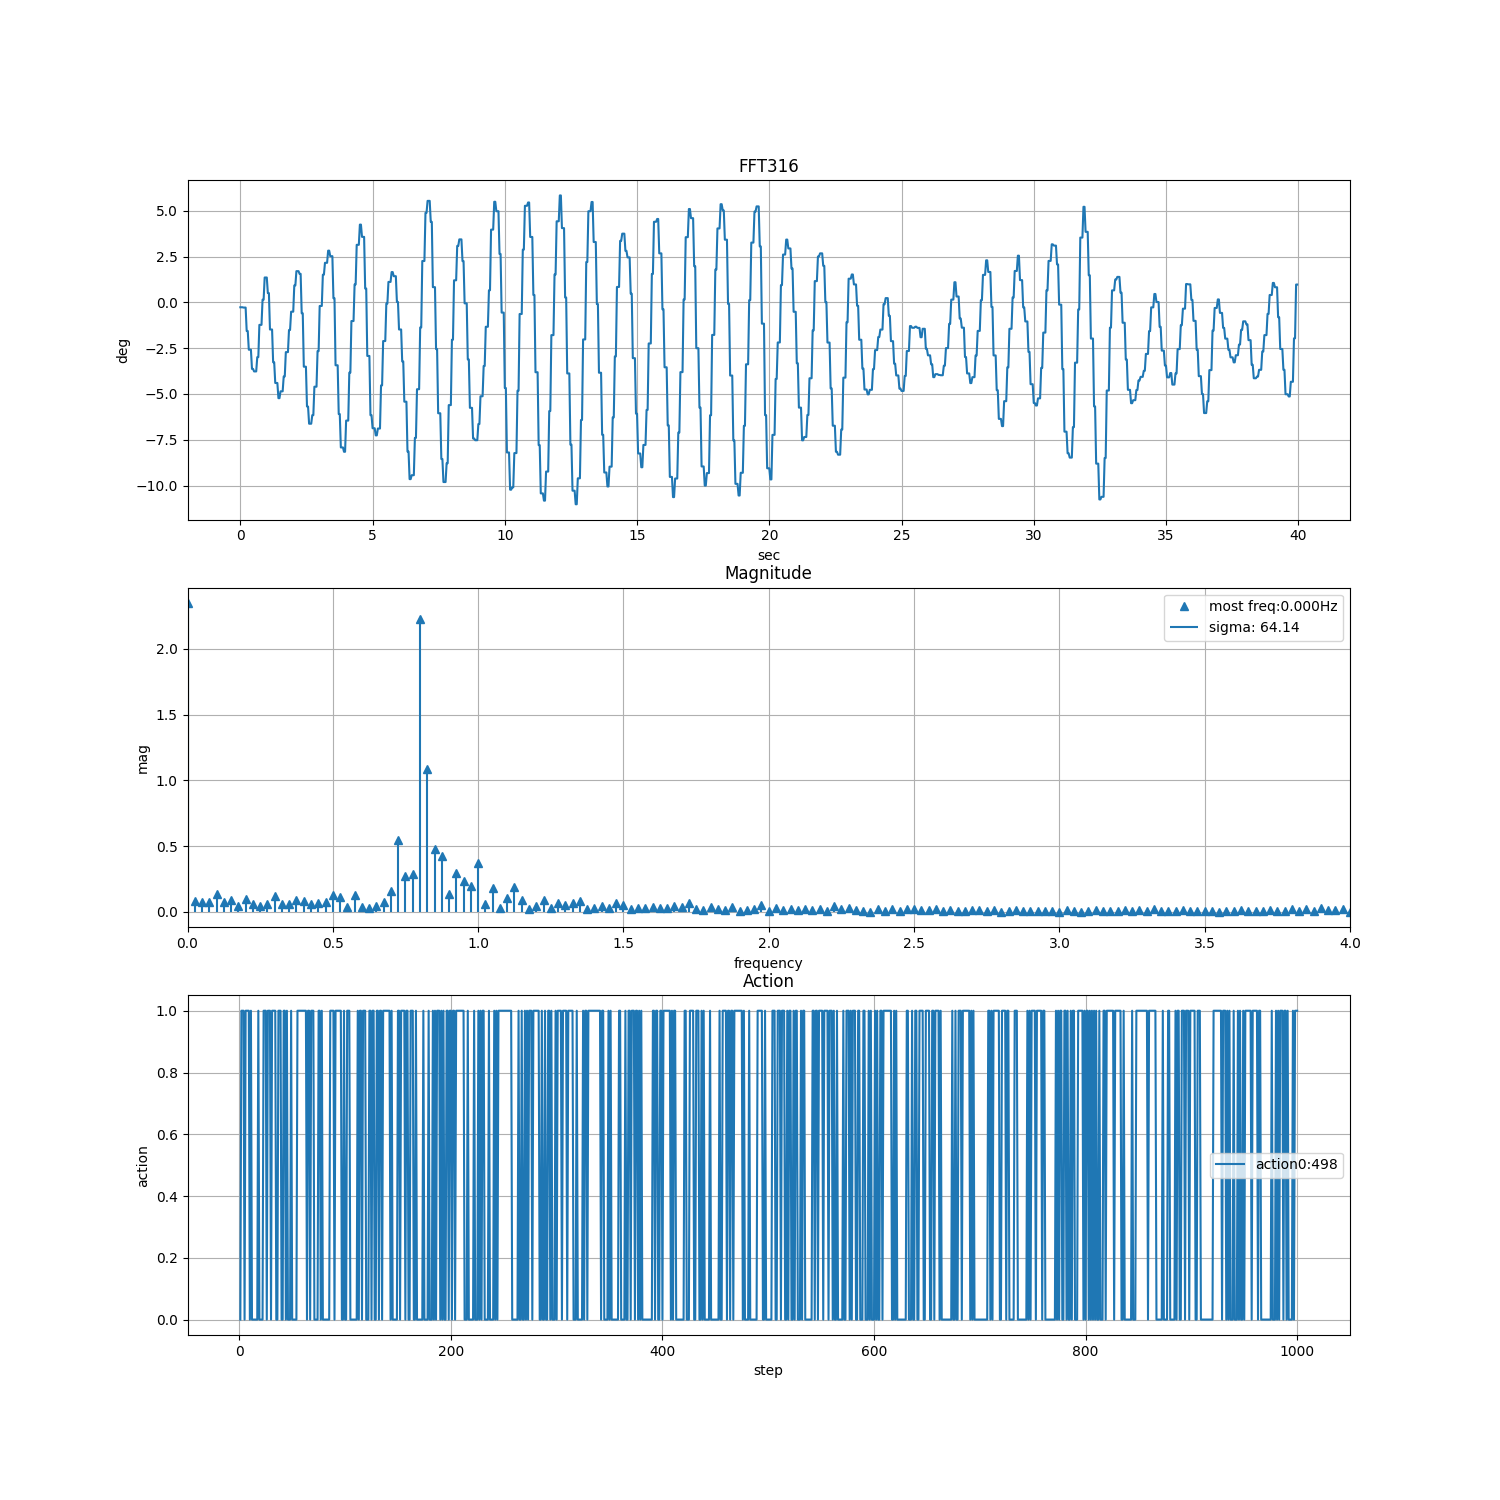 FFT316
5.0
2.5
0.0
−2.5
−5.0
−7.5
−10.0
deg
0 5 10 15 20 25 30 35 40
sec
Magnitude
most freq:0.000Hz
sigma: 64.14
2.0
1.5
1.0
0.5
0.0
mag
0.0 0.5 1.0 1.5 2.0 2.5 3.0 3.5 4.0
frequency
Action
1.0
0.8
0.6
0.4
0.2
0.0
action
action0:498
0 200 400 600 800 1000
step